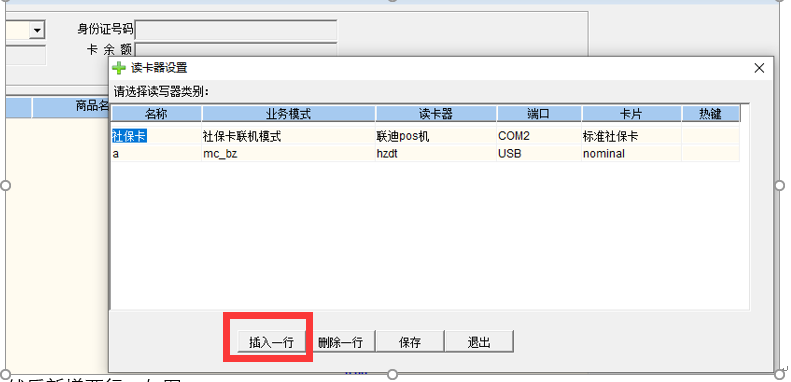 身份证号码
卡 余 额
读卡器设置
请选择读写器类别:
商品名
名称 业务模式 读卡器 端口 卡片 热键
社保卡 社保卡联机模式 联迪pos机 COM2 标准社保卡
a mc_bz hzdt USB nominal
插入一行 删除一行 保存 退出